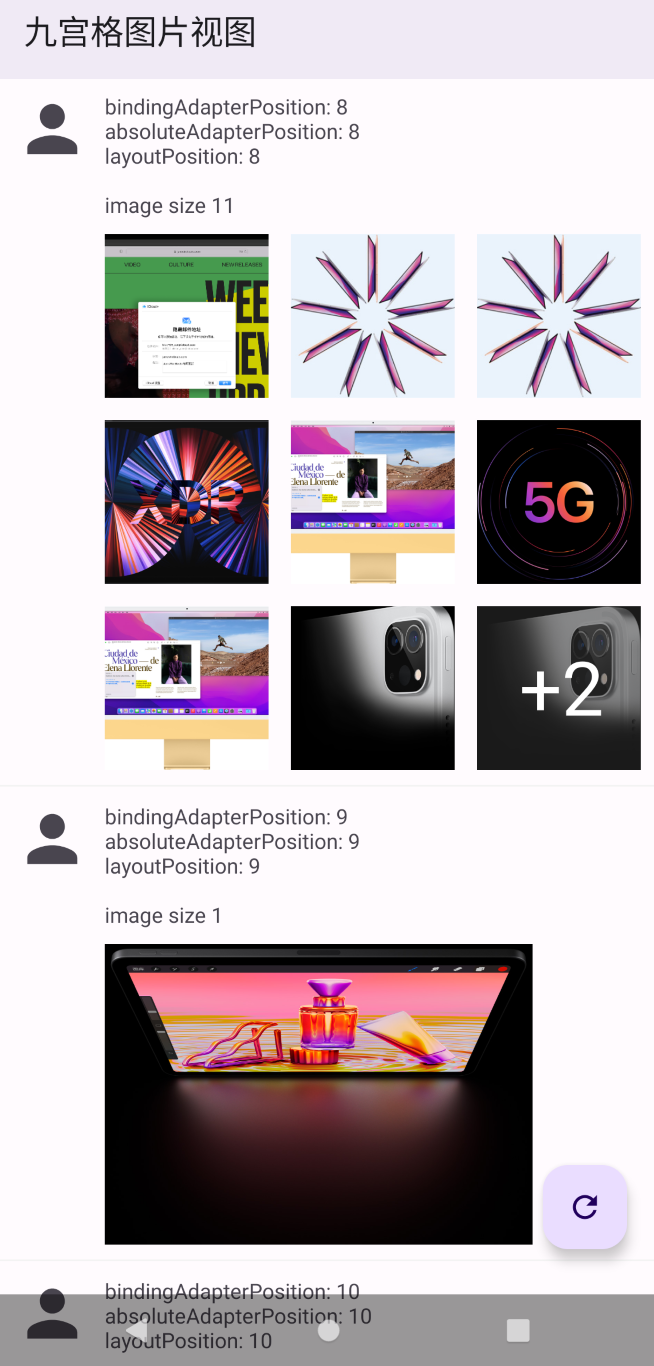 九宫格图片视图
bindingAdapterPosition: 8
absoluteAdapterPosition: 8
layoutPosition: 8
image size 11
VIDEO CULTURE NEW RELEASES
WEE
隐藏邮件地址
XDR
Ciudad de
México — de
Elena Llorente
5G
Ciudad de
México — de
Elena Llorente
+2
bindingAdapterPosition: 9
absoluteAdapterPosition: 9
layoutPosition: 9
image size 1
bindingAdapterPosition: 10
absoluteAdapterPosition: 10
layoutPosition: 10